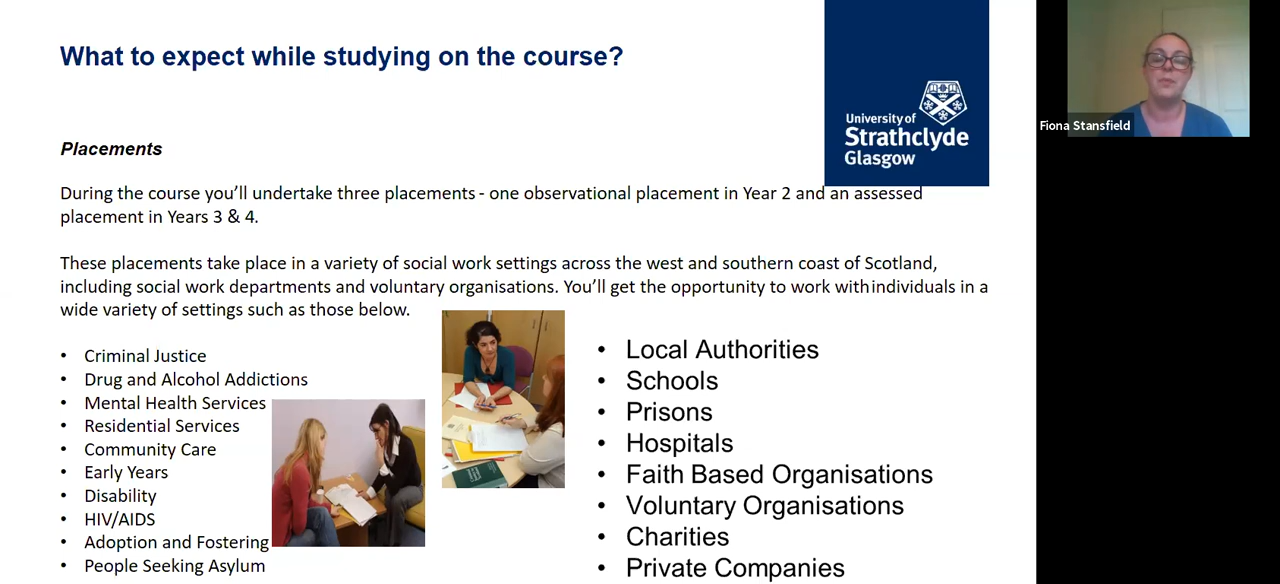 What to expect while studying on the course?
University of
Strathclyde
Glasgow
Fiona Stansfield
Placements
During the course you'll undertake three placements - one observational placement in Year 2 and an assessed
placement in Years 3 & 4.
These placements take place in a variety of social work settings across the west and southern coast of Scotland,
including social work departments and voluntary organisations. You'll get the opportunity to work withindividuals in a
wide variety of settings such as those below.
• Criminal Justice
• Drug and Alcohol Addictions
• Mental Health Services
• Residential Services
• Community Care
• Early Years
• Disability
• HIV/AIDS
• Adoption and Fostering
• People Seeking Asylum
• Local Authorities
• Schools
• Prisons
• Hospitals
• Faith Based Organisations
• Voluntary Organisations
• Charities
• Private Companies